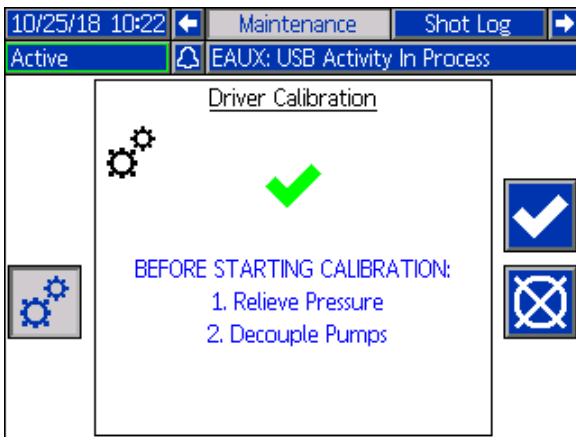 10/25/18 10:22 Maintenance Shot Log
Active EAUX: USB Activity In Process
Driver Calibration
BEFORE STARTING CALIBRATION:
1. Relieve Pressure
2. Decouple Pumps